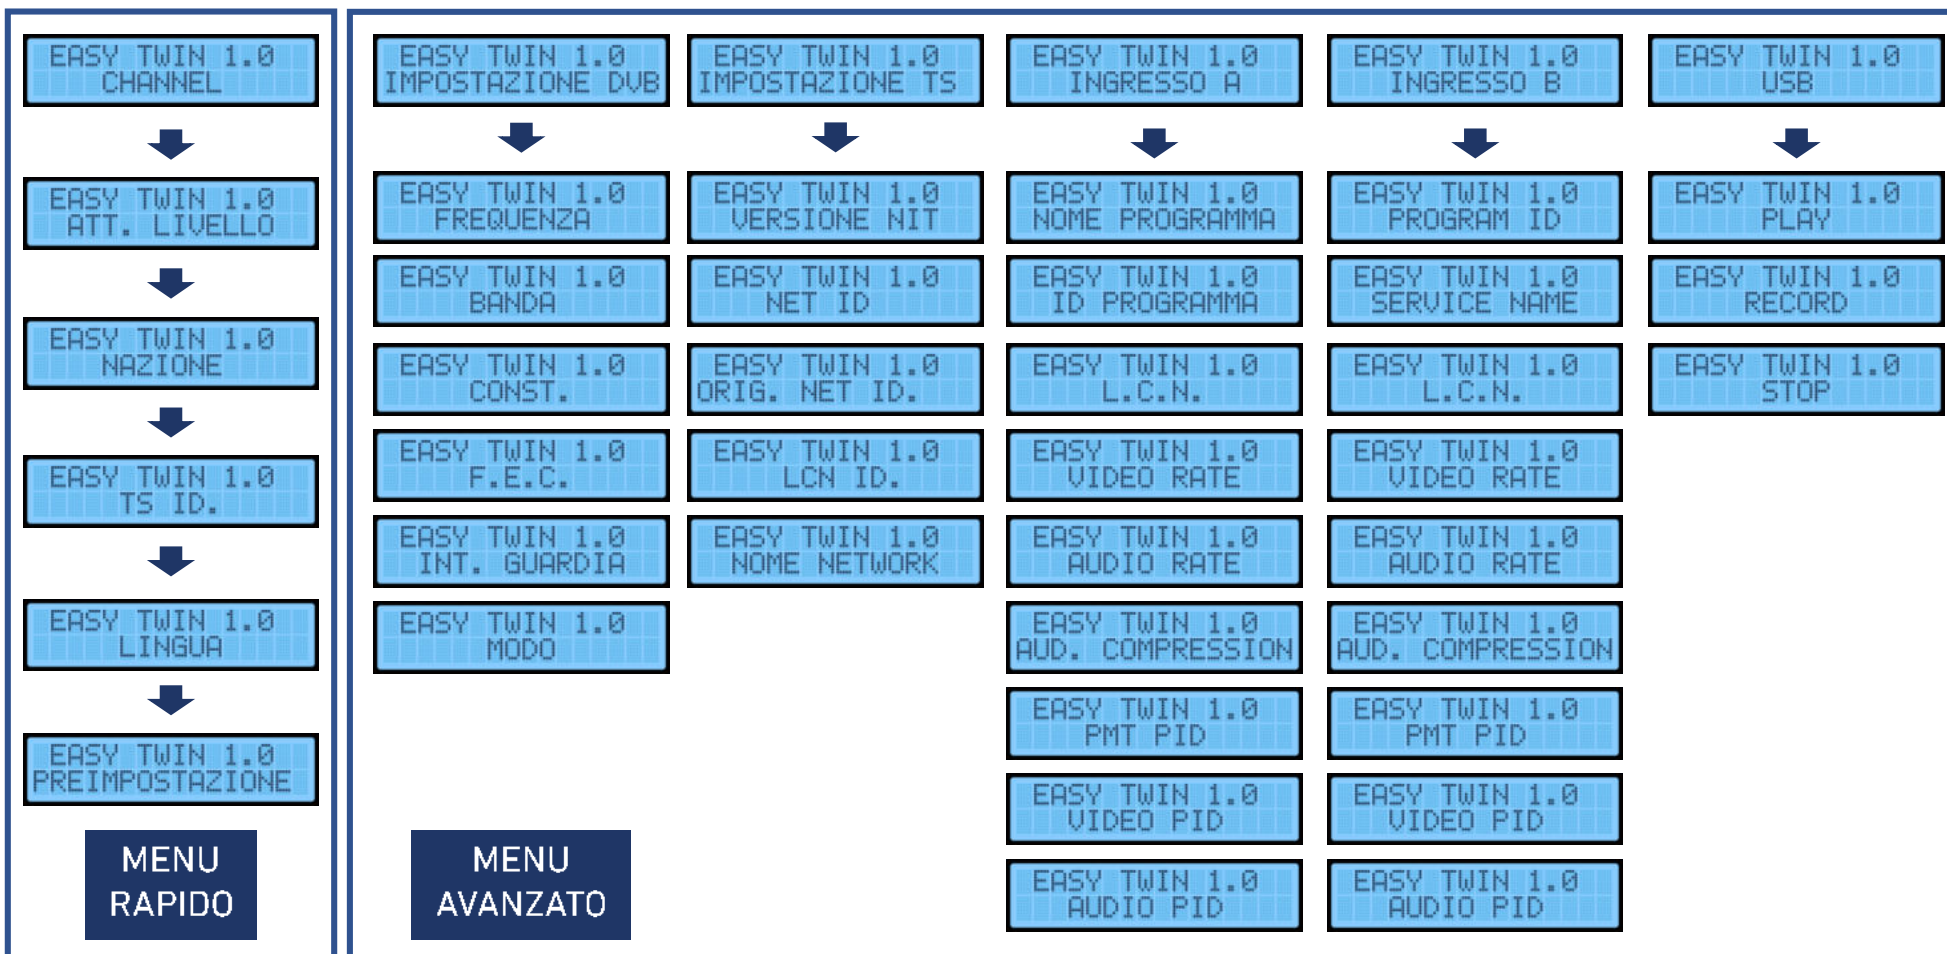 EASY TWIN 1.0
CHANNEL
EASY TWIN 1.0
ATT. LIVELLO
EASY TWIN 1.0
NAZIONE
EASY TWIN 1.0
TS ID.
EASY TWIN 1.0
LINGUA
EASY TWIN 1.0
PREIMPOSTAZIONE
MENU
RAPIDO
EASY TWIN 1.0
IMPOSTAZIONE DVB
EASY TWIN 1.0
FREQUENZA
EASY TWIN 1.0
BANDA
EASY TWIN 1.0
CONST.
EASY TWIN 1.0
F.E.C.
EASY TWIN 1.0
INT. GUARDIA
EASY TWIN 1.0
MODO
MENU
AVANZATO
EASY TWIN 1.0
IMPOSTAZIONE TS
EASY TWIN 1.0
VERSIONE NIT
EASY TWIN 1.0
NET ID
EASY TWIN 1.0
ORIG. NET ID.
EASY TWIN 1.0
LCN ID.
EASY TWIN 1.0
NOME NETWORK
EASY TWIN 1.0
INGRESSO A
EASY TWIN 1.0
NOME PROGRAMMA
EASY TWIN 1.0
ID PROGRAMMA
EASY TWIN 1.0
L.C.N.
EASY TWIN 1.0
VIDEO RATE
EASY TWIN 1.0
AUDIO RATE
EASY TWIN 1.0
AUD. COMPRESSION
EASY TWIN 1.0
PMT PID
EASY TWIN 1.0
VIDEO PID
EASY TWIN 1.0
AUDIO PID
EASY TWIN 1.0
INGRESSO B
EASY TWIN 1.0
PROGRAM ID
EASY TWIN 1.0
SERVICE NAME
EASY TWIN 1.0
L.C.N.
EASY TWIN 1.0
VIDEO RATE
EASY TWIN 1.0
AUDIO RATE
EASY TWIN 1.0
AUD. COMPRESSION
EASY TWIN 1.0
PMT PID
EASY TWIN 1.0
VIDEO PID
EASY TWIN 1.0
AUDIO PID
EASY TWIN 1.0
USB
EASY TWIN 1.0
PLAY
EASY TWIN 1.0
RECORD
EASY TWIN 1.0
STOP